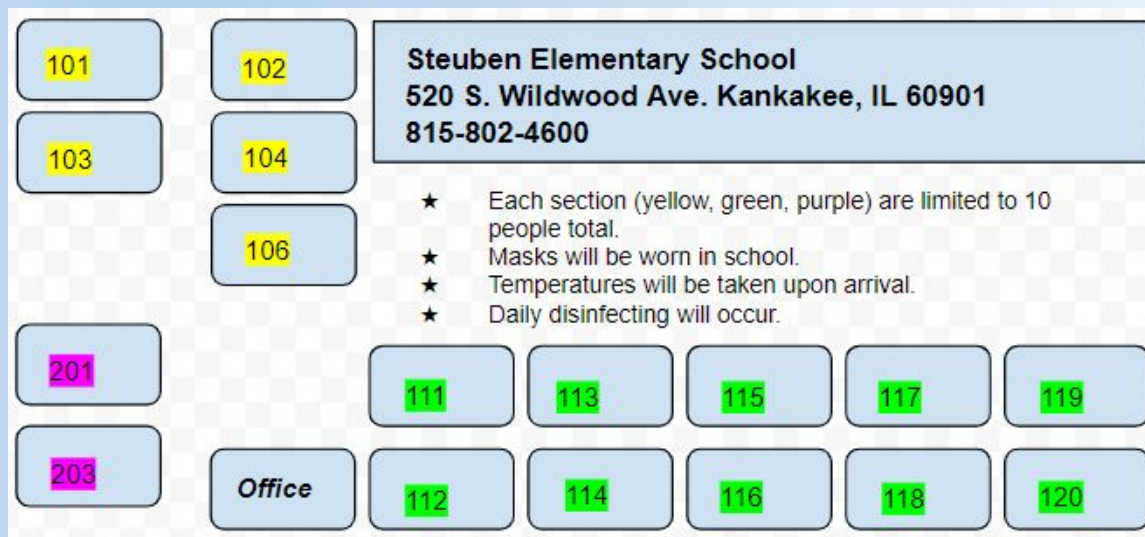 101
102
Steuben Elementary School
520 S. Wildwood Ave. Kankakee, IL 60901
815-802-4600
103
104
106
★ Each section (yellow, green, purple) are limited to 10
people total.
★ Masks will be worn in school.
★ Temperatures will be taken upon arrival.
★ Daily disinfecting will occur.
201
111 113 115 117 119
203
Office
112 114 116 118 120